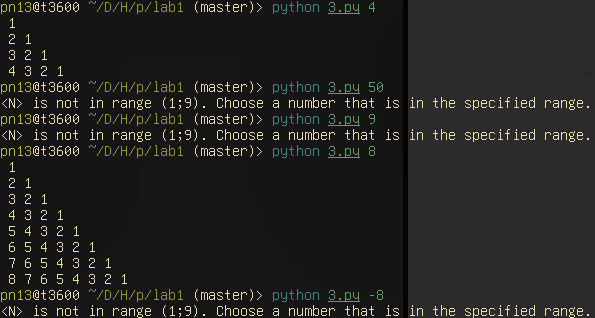 pn13@t3600 ~/D/H/p/lab1 (master)> python 3.py 4
1
2 1
3 2 1
4 3 2 1
pn13@t3600 ~/D/H/p/lab1 (master)> python 3.py 50
<N> is not in range (1;9). Choose a number that is in the specified range.
pn13@t3600 ~/D/H/p/lab1 (master)> python 3.py 9
<N> is not in range (1;9). Choose a number that is in the specified range.
pn13@t3600 ~/D/H/p/lab1 (master)> python 3.py 8
1
2 1
3 2 1
4 3 2 1
5 4 3 2 1
6 5 4 3 2 1
7 6 5 4 3 2 1
8 7 6 5 4 3 2 1
pn13@t3600 ~/D/H/p/lab1 (master)> python 3.py -8
<N> is not in range (1;9). Choose a number that is in the specified range.